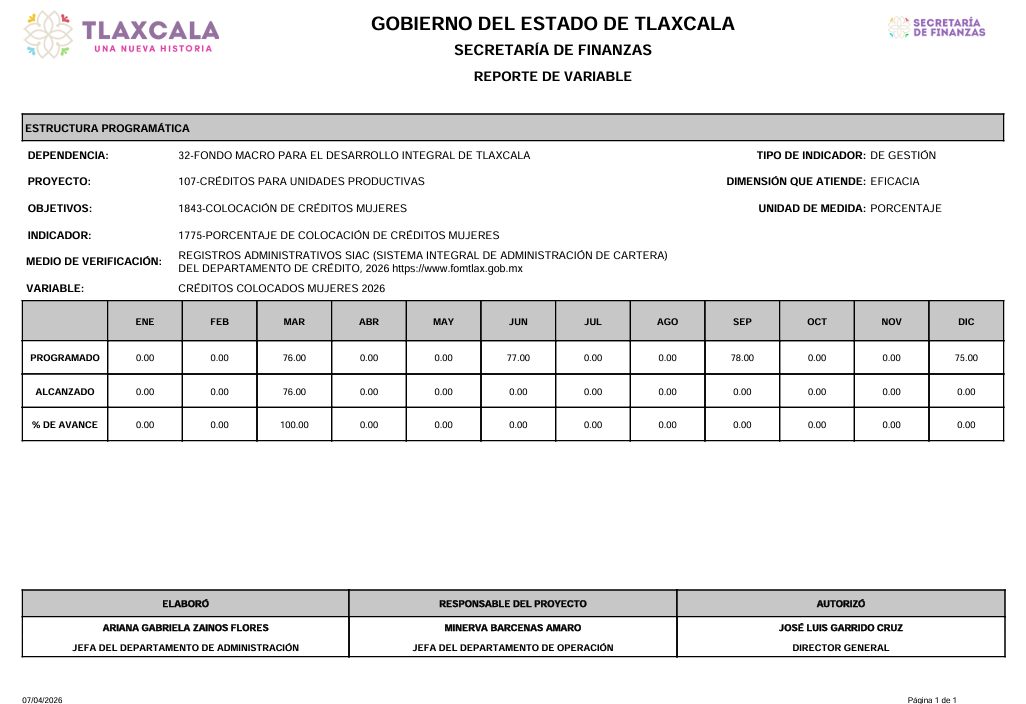 TLAXCALA
UNA NUEVA HISTORIA
GOBIERNO DEL ESTADO DE TLAXCALA
SECRETARÍA DE FINANZAS
REPORTE DE VARIABLE
SECRETARÍA
DE FINANZAS
ESTRUCTURA PROGRAMÁTICA
DEPENDENCIA: 32-FONDO MACRO PARA EL DESARROLLO INTEGRAL DE TLAXCALA TIPO DE INDICADOR: DE GESTIÓN
PROYECTO: 107-CRÉDITOS PARA UNIDADES PRODUCTIVAS DIMENSIÓN QUE ATIENDE: EFICACIA
OBJETIVOS: 1843-COLOCACIÓN DE CRÉDITOS MUJERES UNIDAD DE MEDIDA: PORCENTAJE
INDICADOR: 1775-PORCENTAJE DE COLOCACIÓN DE CRÉDITOS MUJERES
MEDIO DE VERIFICACIÓN: REGISTROS ADMINISTRATIVOS SIAC (SISTEMA INTEGRAL DE ADMINISTRACIÓN DE CARTERA)
DEL DEPARTAMENTO DE CRÉDITO, 2026 https://www.fomtlax.gob.mx
VARIABLE: CRÉDITOS COLOCADOS MUJERES 2026
ENE FEB MAR ABR MAY JUN JUL AGO SEP OCT NOV DIC
PROGRAMADO 0.00 0.00 76.00 0.00 0.00 77.00 0.00 0.00 78.00 0.00 0.00 75.00
ALCANZADO 0.00 0.00 76.00 0.00 0.00 0.00 0.00 0.00 0.00 0.00 0.00 0.00
% DE AVANCE 0.00 0.00 100.00 0.00 0.00 0.00 0.00 0.00 0.00 0.00 0.00 0.00
ELABORÓ RESPONSABLE DEL PROYECTO AUTORIZÓ
ARIANA GABRIELA ZAINOS FLORES MINERVA BARCENAS AMARO JOSÉ LUIS GARRIDO CRUZ
JEFA DEL DEPARTAMENTO DE ADMINISTRACIÓN JEFA DEL DEPARTAMENTO DE OPERACIÓN DIRECTOR GENERAL
07/04/2026 Página 1 de 1